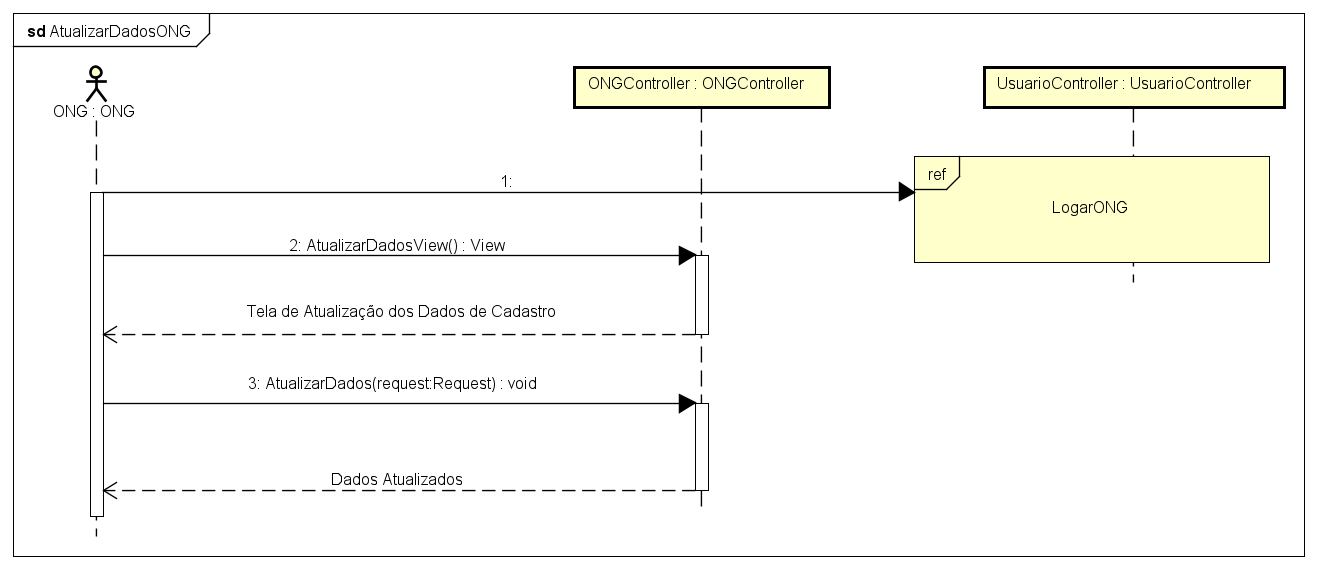 sd AtualizarDadosONG
ONG : ONG
ONGController : ONGController
UsuarioController : UsuarioController
ref
1:
LogarONG
2: AtualizarDadosView() : View
Tela de Atualização dos Dados de Cadastro
3: AtualizarDados(request:Request) : void
Dados Atualizados